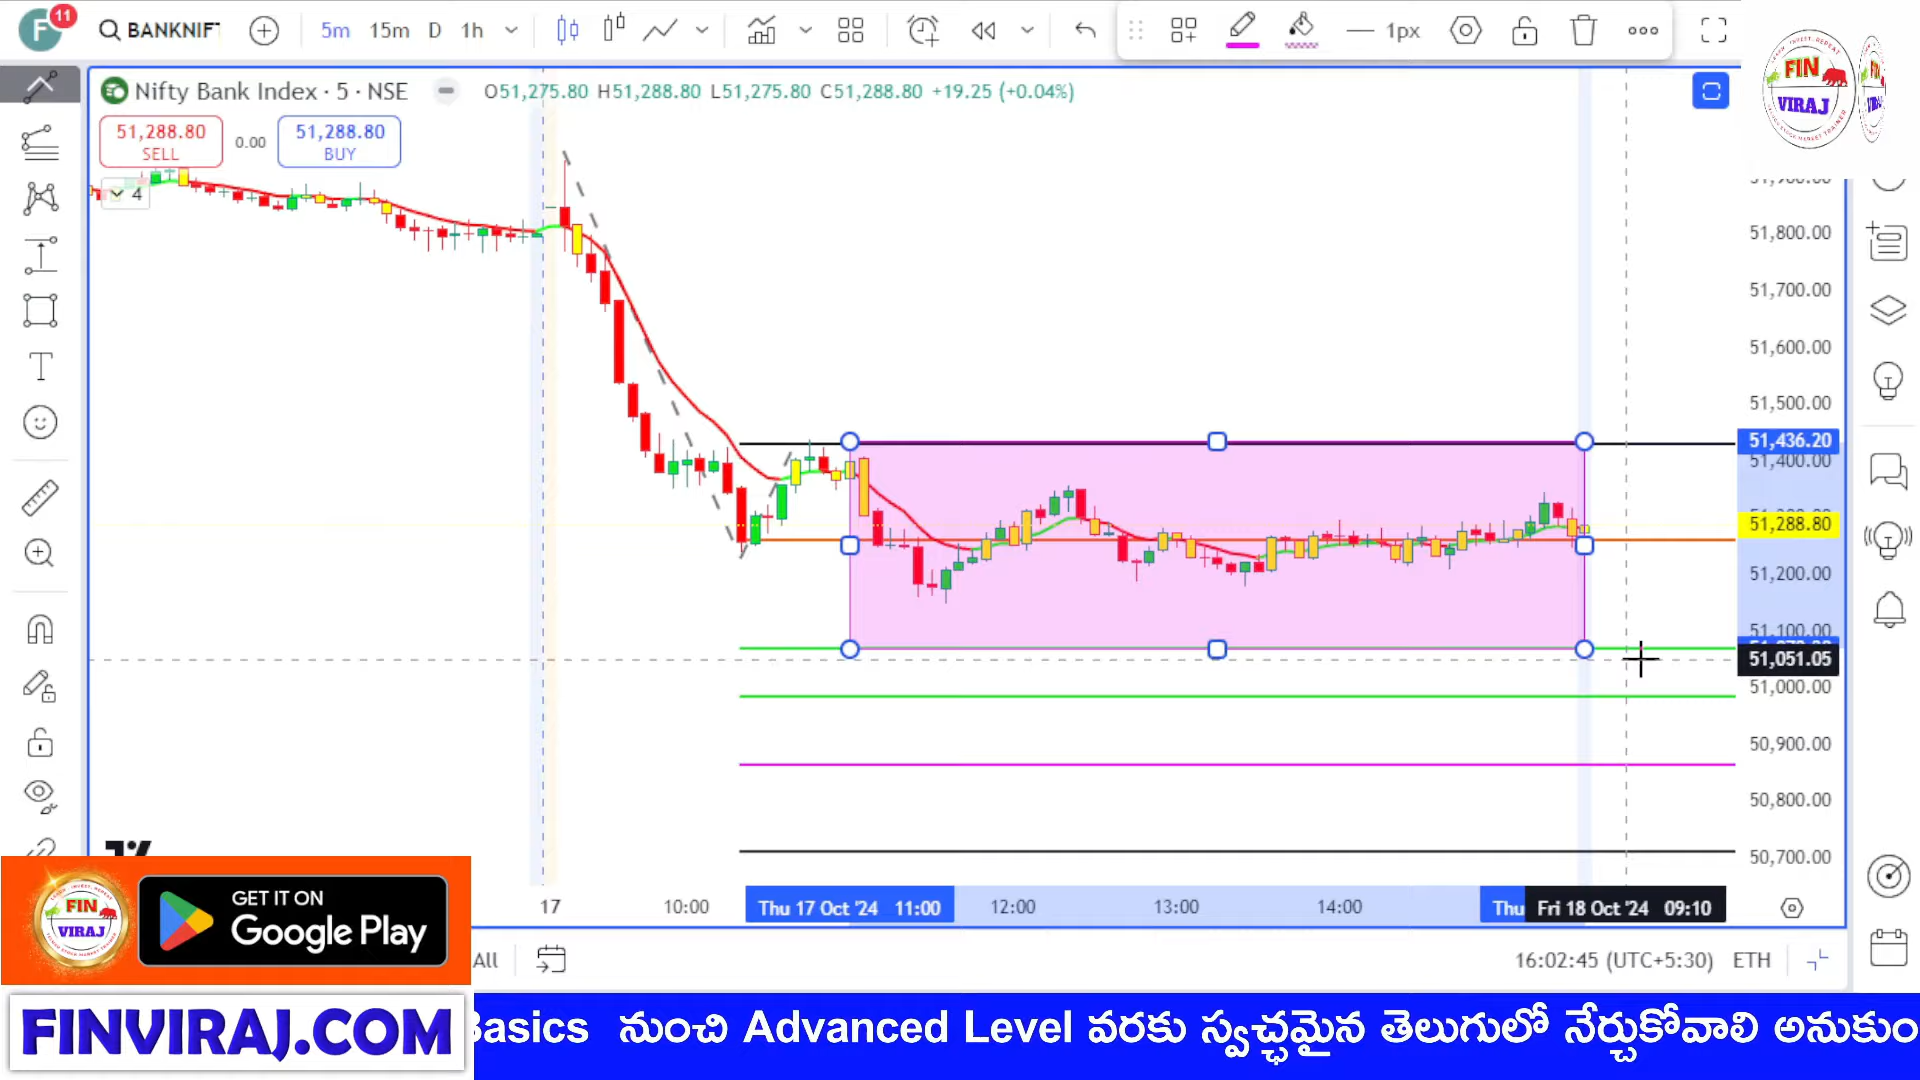 F 11 BANKNIF 5m 15m D 1h 1px
Nifty Bank Index · 5 · NSE O51,275.80 H51,288.80 L51,275.80 C51,288.80 +19.25 (+0.04%)
51,288.80 SELL 0.00 51,288.80 BUY
4
FIN VIRAJ
51,800.00
51,700.00
51,600.00
51,500.00
51,436.20
51,400.00
51,288.80
51,200.00
51,100.00
51,051.05
51,000.00
50,900.00
50,800.00
50,700.00
17 10:00 Thu 17 Oct '24 11:00 12:00 13:00 14:00 Thu Fri 18 Oct '24 09:10
All 16:02:45 (UTC+5:30) ETH
FIN VIRAJ
GET IT ON
Google Play
FINVIRAJ.COM
Basics నుంచి Advanced Level వరకు స్వచ్ఛమైన తెలుగులో నేర్చుకోవాలి అనుకుం